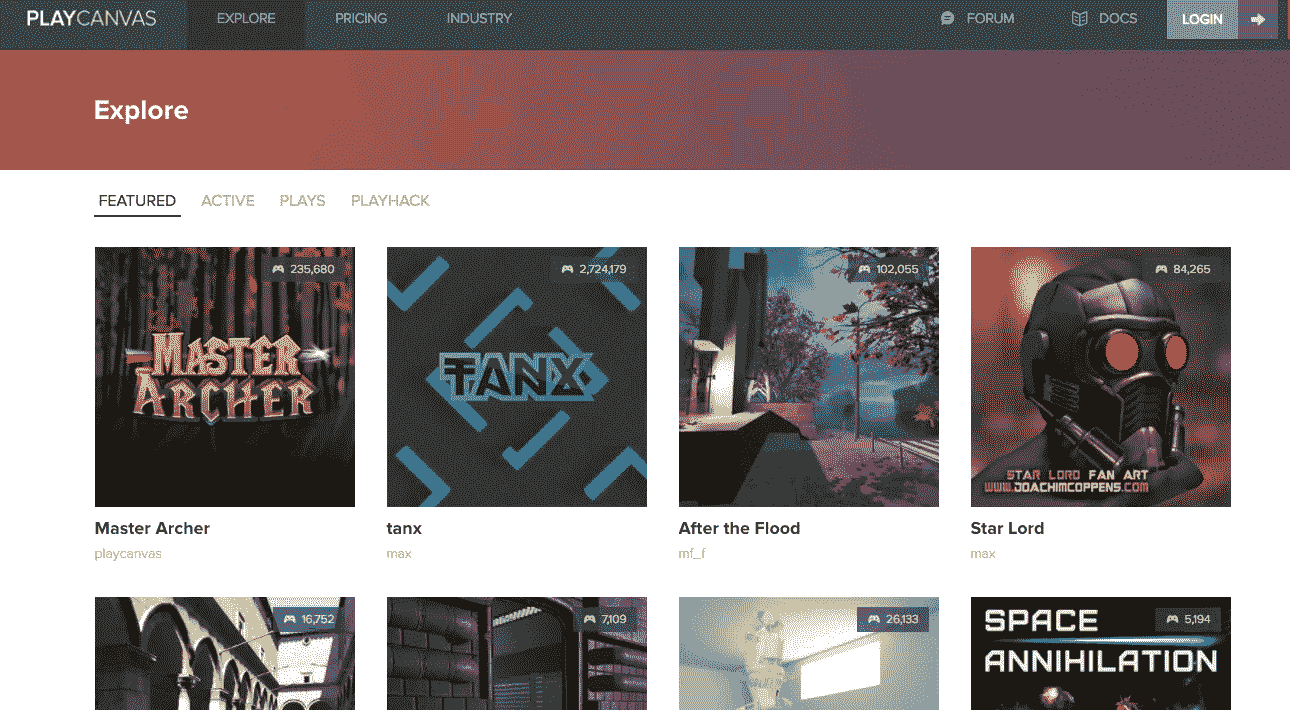 PLAYCANVAS EXPLORE PRICING INDUSTRY FORUM DOCS LOGIN
Explore
FEATURED ACTIVE PLAYS PLAYHACK
235,680 2,724,179 102,055 84,265
MASTER
ARCHER
TANX
STAR LORD FAN ART
WWW.JOACHIMCOPPENS.COM
Master Archer tanx After the Flood Star Lord
playcanvas max mf_f max
16,752 7,109 26,133 5,194
SPACE
ANNIHILATION